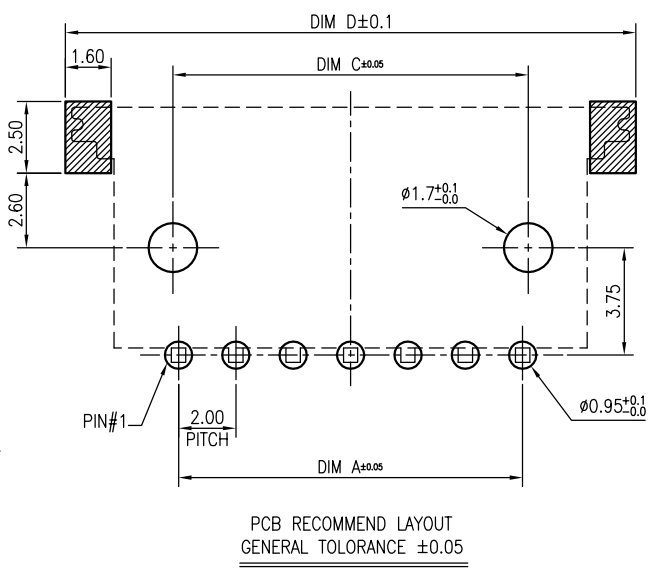 DIM D±0.1
1.60
DIM C±0.05
2.50
2.60
ø1.7+0.1-0.0
3.75
PIN#1
2.00
PITCH
ø0.95+0.1-0.0
DIM A±0.05
PCB RECOMMEND LAYOUT
GENERAL TOLORANCE ±0.05